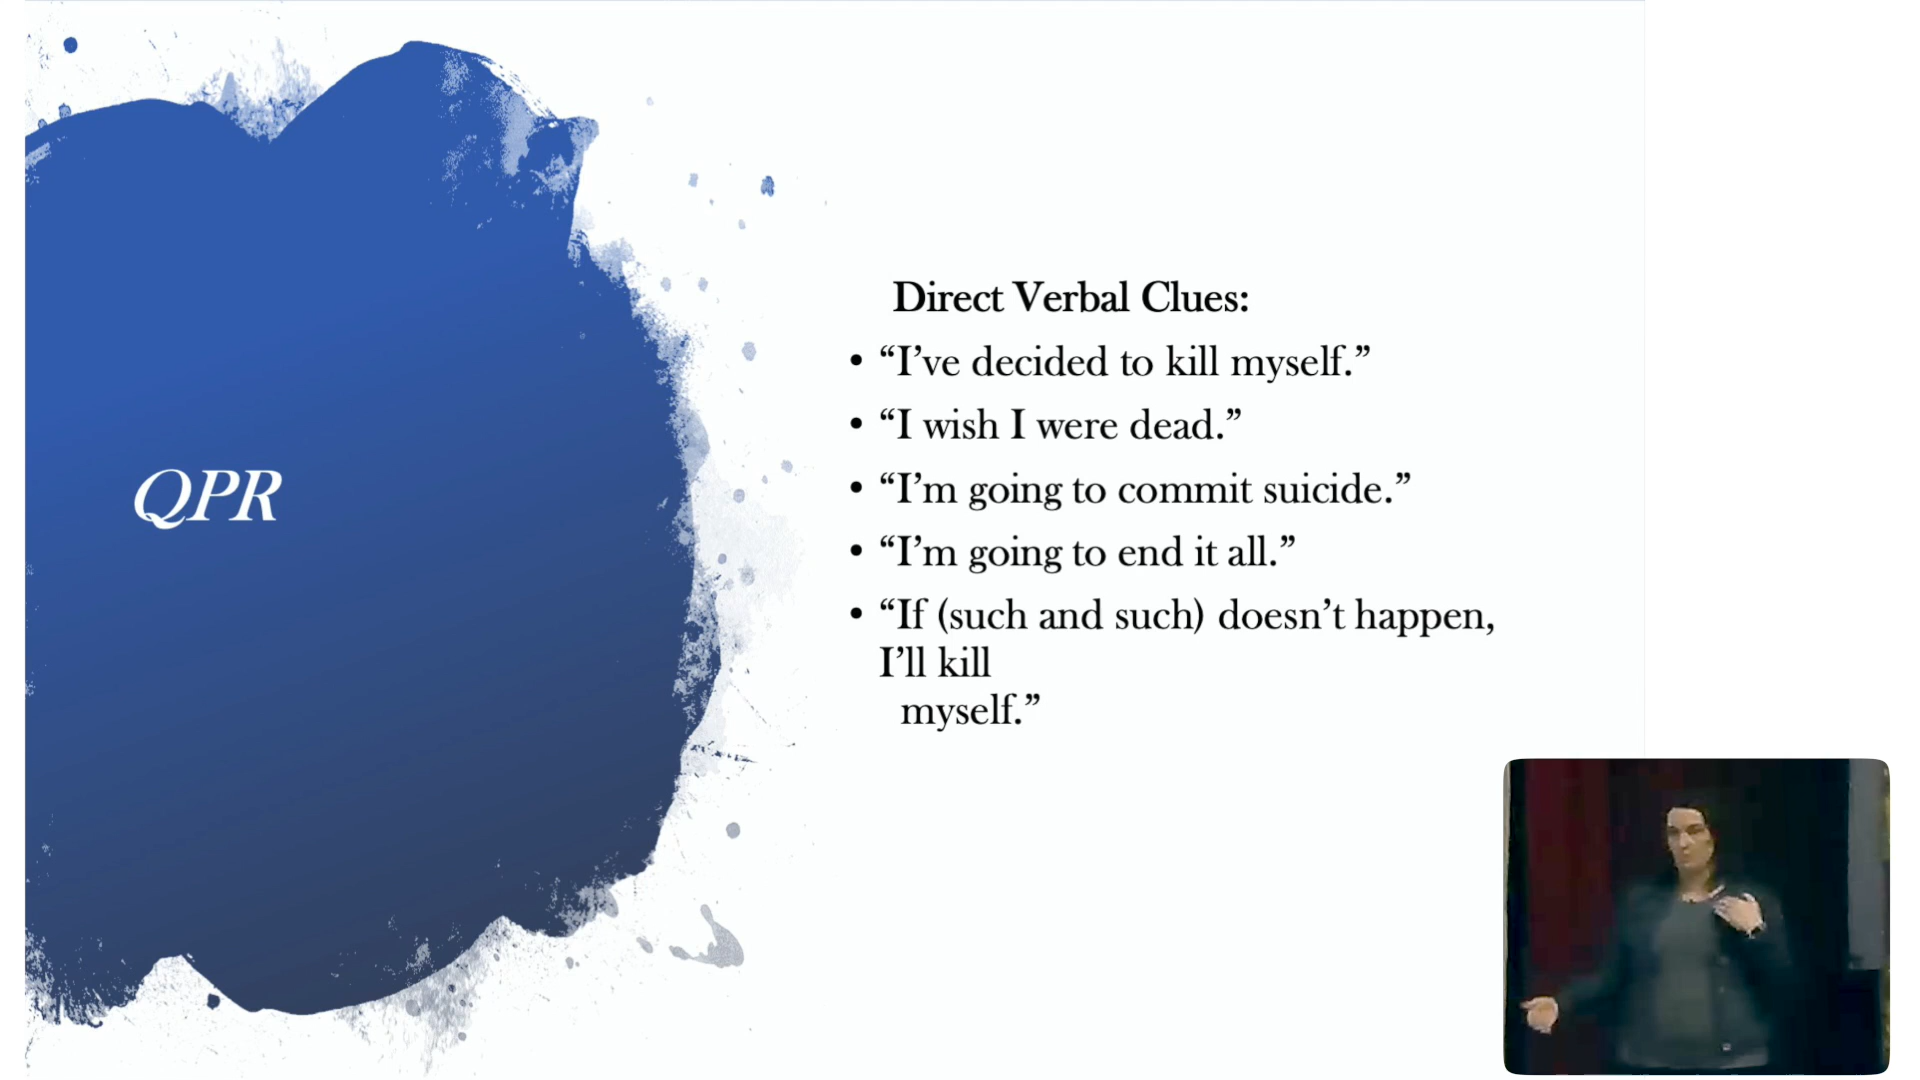 QPR
Direct Verbal Clues:
• “I’ve decided to kill myself.”
• “I wish I were dead.”
• “I’m going to commit suicide.”
• “I’m going to end it all.”
• “If (such and such) doesn’t happen,
I’ll kill
myself.”